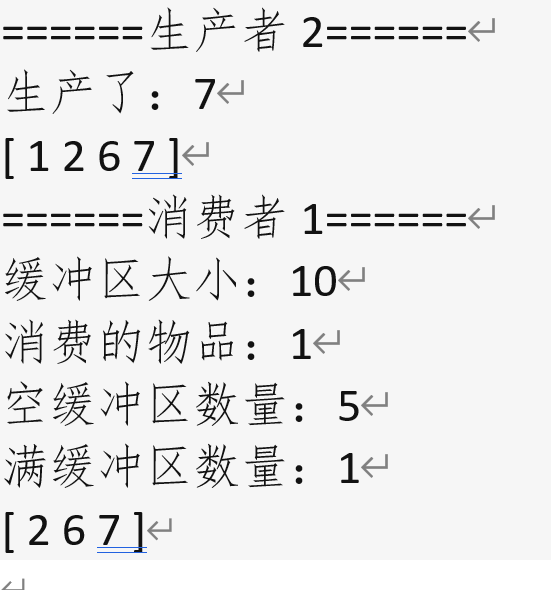 ======生产者 2======
生产了：7
[ 1 2 6 7 ]
======消费者 1======
缓冲区大小：10
消费的物品：1
空缓冲区数量：5
满缓冲区数量：1
[ 2 6 7 ]